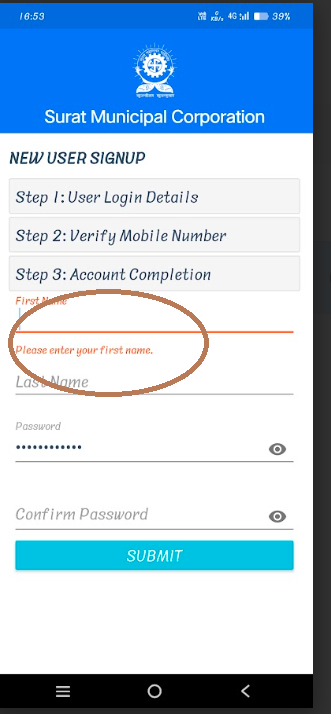 16:53
4G
39%
Surat Municipal Corporation
NEW USER SIGNUP
Step 1: User Login Details
Step 2: Verify Mobile Number
Step 3: Account Completion
First Name
Please enter your first name.
Last Name
Password
••••••••••••
Confirm Password
SUBMIT